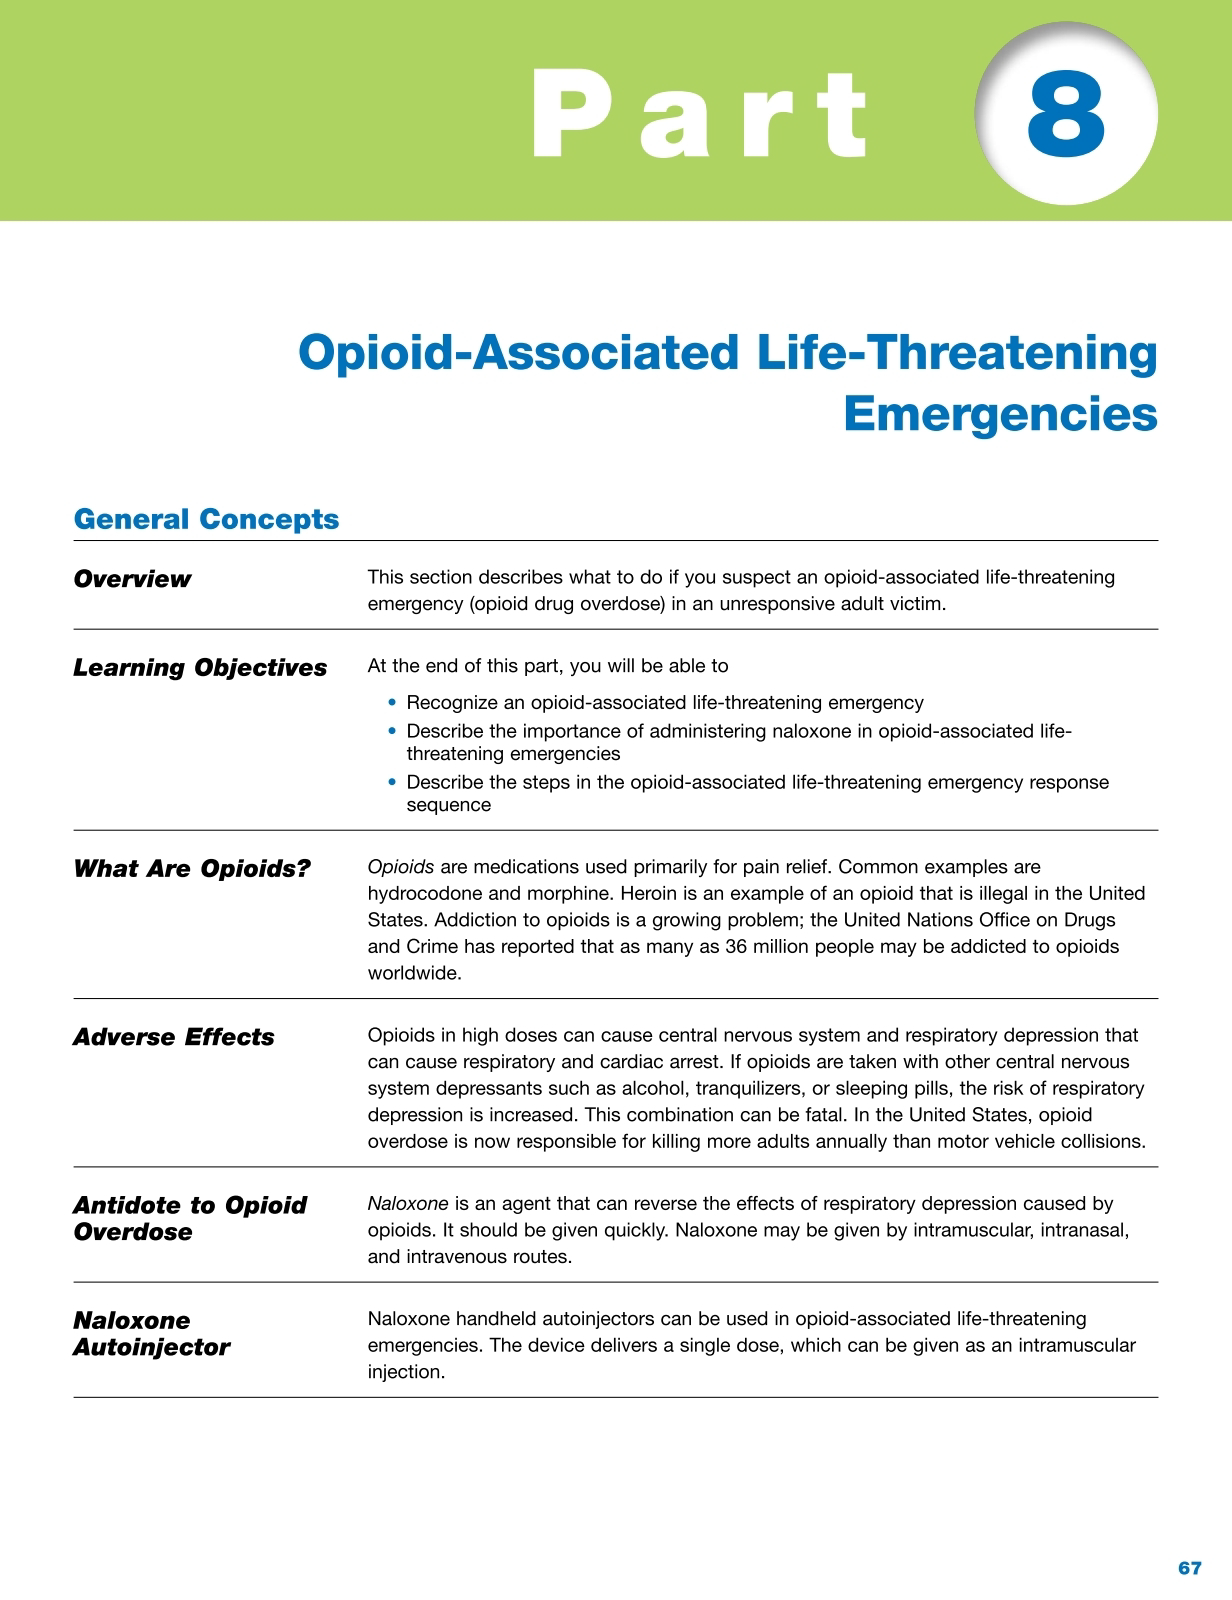 Part 8
Opioid-Associated Life-Threatening
Emergencies
General Concepts
Overview
This section describes what to do if you suspect an opioid-associated life-threatening
emergency (opioid drug overdose) in an unresponsive adult victim.
Learning Objectives
At the end of this part, you will be able to
• Recognize an opioid-associated life-threatening emergency
• Describe the importance of administering naloxone in opioid-associated life-
threatening emergencies
• Describe the steps in the opioid-associated life-threatening emergency response
sequence
What Are Opioids?
Opioids are medications used primarily for pain relief. Common examples are
hydrocodone and morphine. Heroin is an example of an opioid that is illegal in the United
States. Addiction to opioids is a growing problem; the United Nations Office on Drugs
and Crime has reported that as many as 36 million people may be addicted to opioids
worldwide.
Adverse Effects
Opioids in high doses can cause central nervous system and respiratory depression that
can cause respiratory and cardiac arrest. If opioids are taken with other central nervous
system depressants such as alcohol, tranquilizers, or sleeping pills, the risk of respiratory
depression is increased. This combination can be fatal. In the United States, opioid
overdose is now responsible for killing more adults annually than motor vehicle collisions.
Antidote to Opioid
Overdose
Naloxone is an agent that can reverse the effects of respiratory depression caused by
opioids. It should be given quickly. Naloxone may be given by intramuscular, intranasal,
and intravenous routes.
Naloxone
Autoinjector
Naloxone handheld autoinjectors can be used in opioid-associated life-threatening
emergencies. The device delivers a single dose, which can be given as an intramuscular
injection.
67